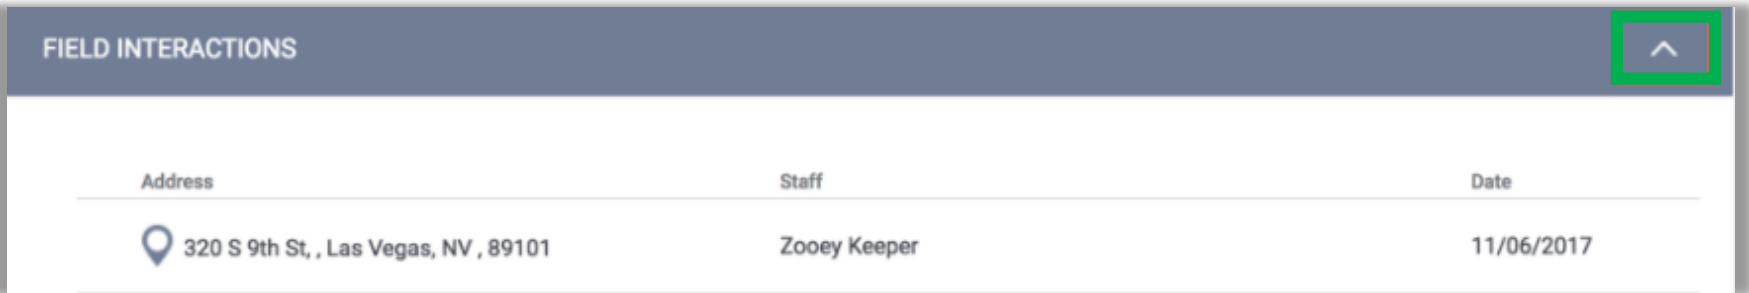 FIELD INTERACTIONS
Address Staff Date
320 S 9th St, , Las Vegas, NV , 89101 Zooey Keeper 11/06/2017